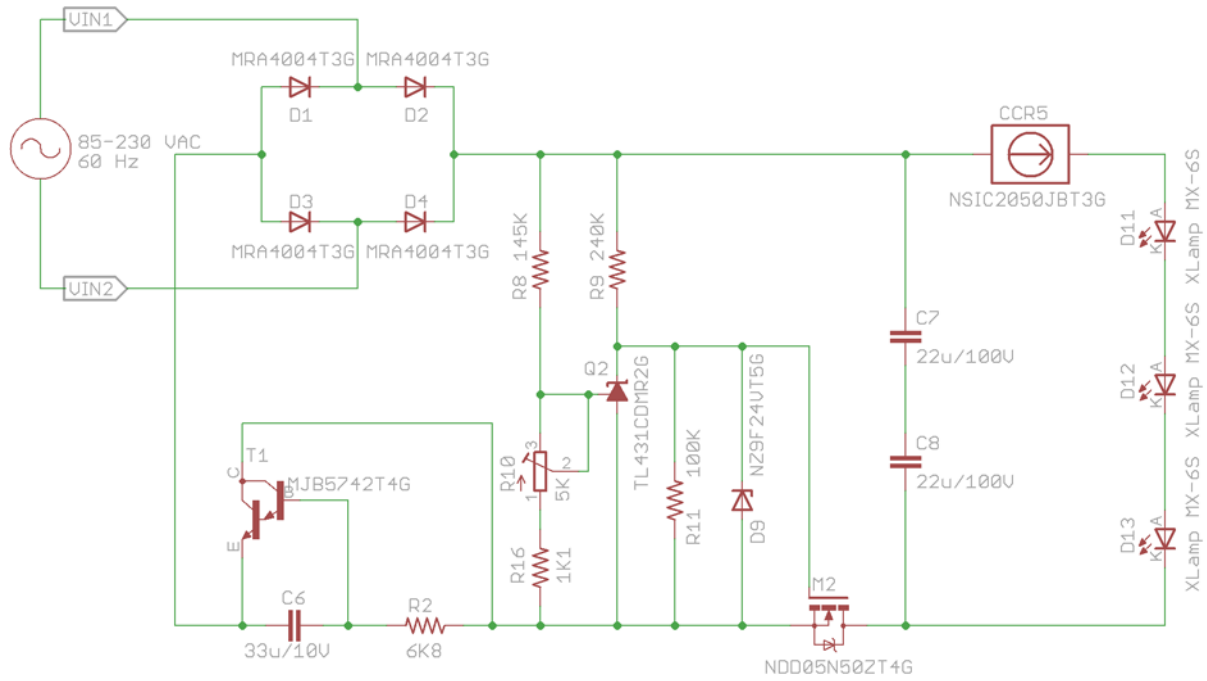 VIN1
MRA4004T3G
MRA4004T3G
D1
D2
85-230 VAC
60 Hz
D3
D4
MRA4004T3G
MRA4004T3G
VIN2
CCR5
NSIC2050JBT3G
R8 145K
R9 240K
D11
A
K
XLamp MX-6S
C7
22u/100V
Q2
TL431CDMR2G
NZ9F24VT5G
D12
A
K
XLamp MX-6S
R10
3
2
1
5K
R11 100K
D9
C8
22u/100V
T1
C
B
E
MJB5742T4G
R16
1K1
D13
A
K
XLamp MX-6S
C6
33u/10V
R2
6K8
M2
NDD05N50ZT4G